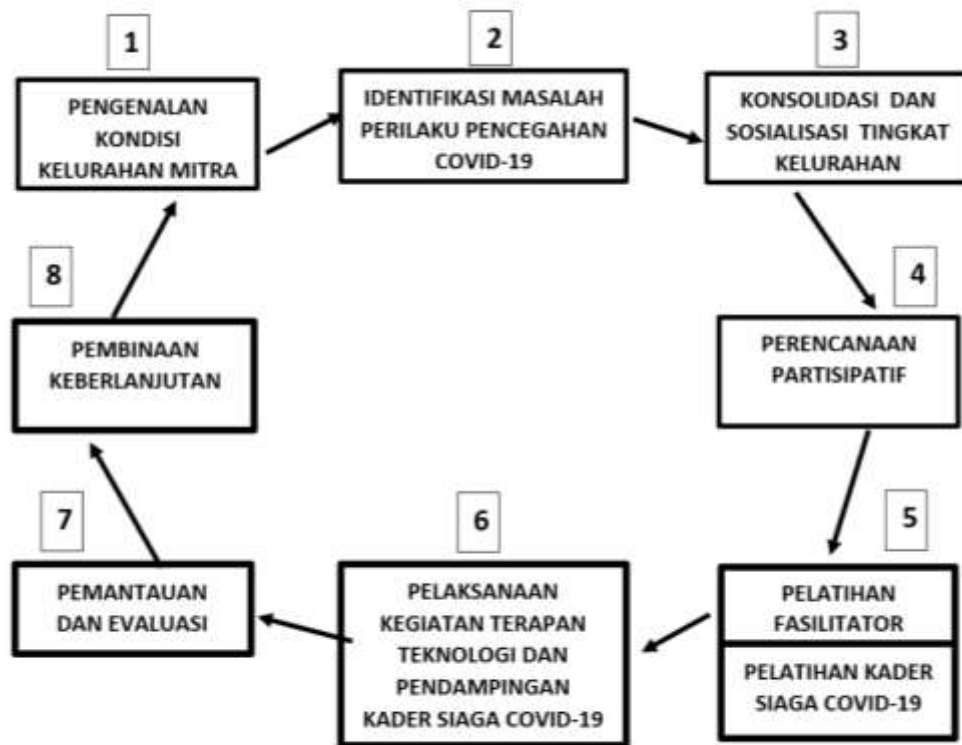 1
PENGENALAN
KONDISI
KELURAHAN MITRA
2
IDENTIFIKASI MASALAH
PERILAKU PENCEGAHAN
COVID-19
3
KONSOLIDASI DAN
SOSIALISASI TINGKAT
KELURAHAN
4
PERENCANAAN
PARTISIPATIF
5
PELATIHAN
FASILITATOR
PELATIHAN KADER
SIAGA COVID-19
6
PELAKSANAAN
KEGIATAN TERAPAN
TEKNOLOGI DAN
PENDAMPINGAN
KADER SIAGA COVID-19
7
PEMANTAUAN
DAN EVALUASI
8
PEMBINAAN
KEBERLANJUTAN